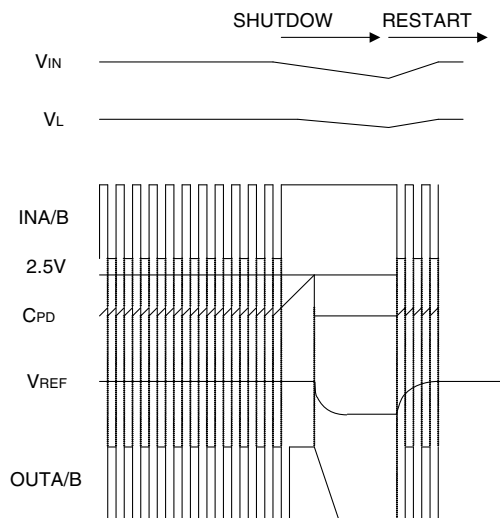 SHUTDOW RESTART
VIN
VL
INA/B
2.5V
CPD
VREF
OUTA/B